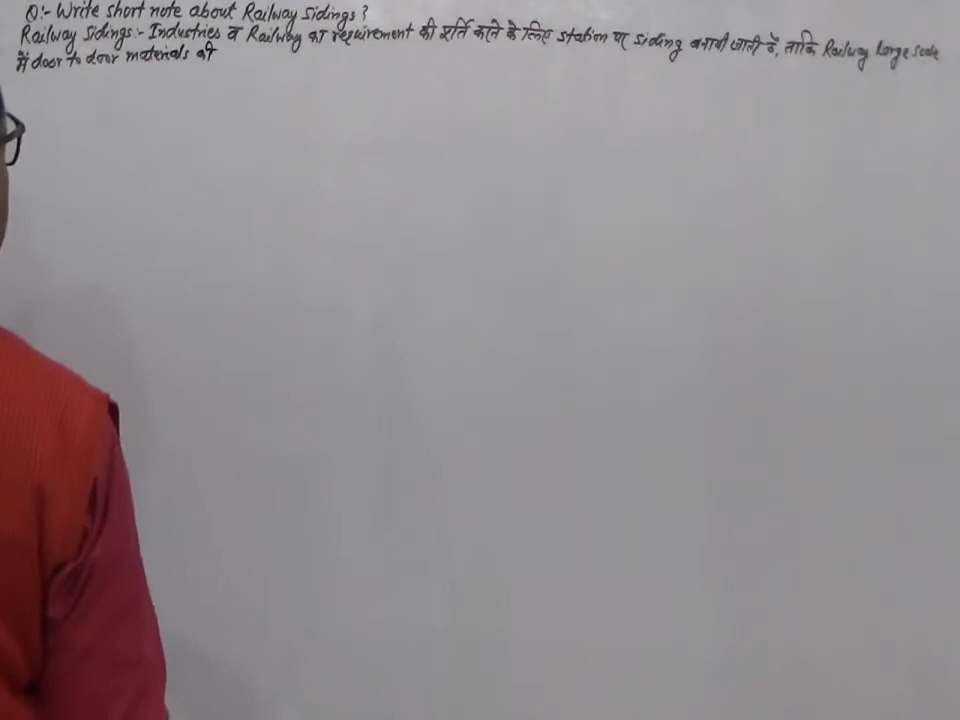 Q:- Write short note about Railway Sidings ?
Railway Sidings:- Industries व Railway का requirement की पूर्ति करने के लिए station पर siding बनायी जाती है, ताकि Railway large scale
में door to door materials की